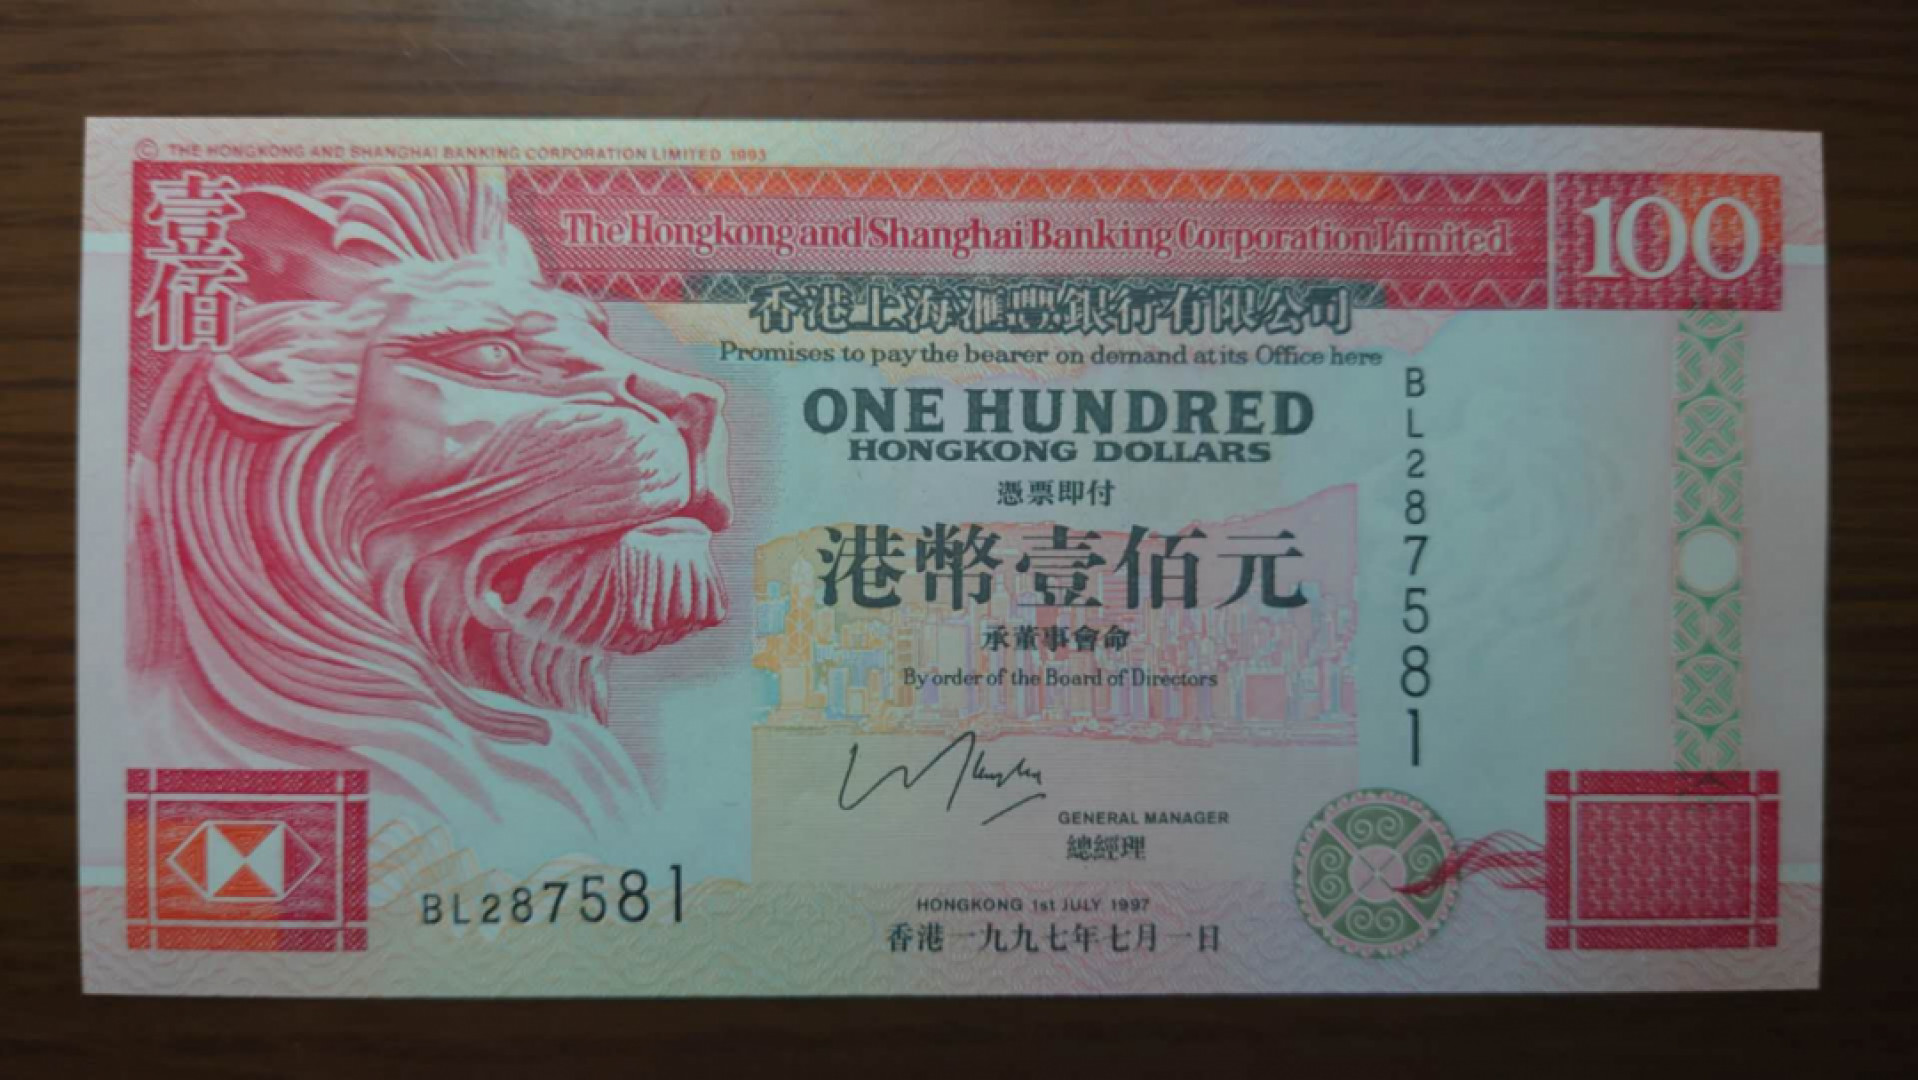 © THE HONGKONG AND SHANGHAI BANKING CORPORATION LIMITED 1993
壹佰
The Hongkong and Shanghai Banking Corporation Limited
100
香港上海滙豐銀行有限公司
Promises to pay the bearer on demand at its Office here
ONE HUNDRED
HONGKONG DOLLARS
憑票即付
港幣壹佰元
承董事會命
By order of the Board of Directors
BL287581
GENERAL MANAGER
總經理
BL287581
HONGKONG 1st JULY 1997
香港一九九七年七月一日